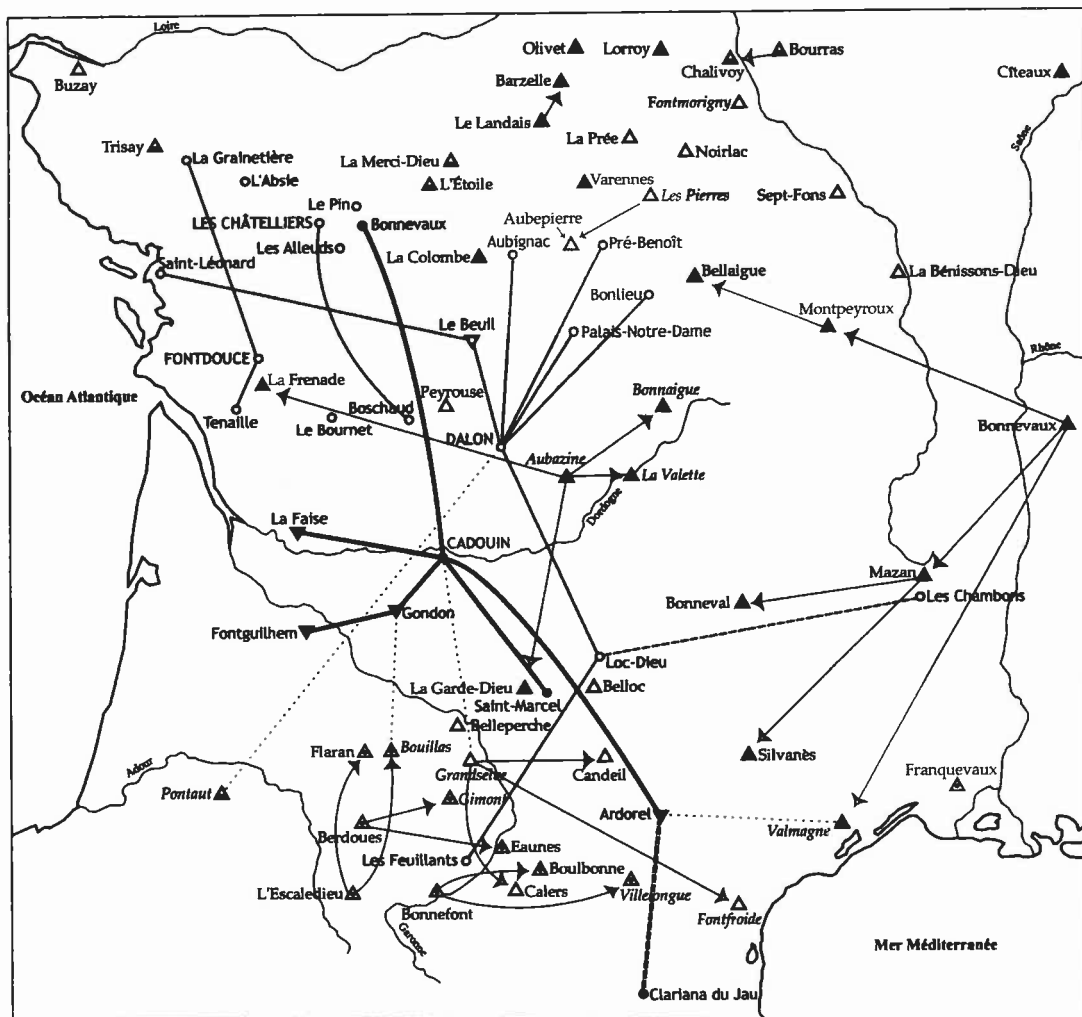 Loire
Olivet
Lorroy
Bourras
Chalivoy
Cîteaux
Buzay
Barzelle
Fontmorigny
Saône
Le Landais
La Prée
Trisay
La Grainetière
La Merci-Dieu
Noirlac
L'Absie
L'Étoile
Varennes
Les Pierres
Sept-Fons
Le Pin
LES CHÂTELLIERS
Bonnevaux
Aubepierre
Aubignac
Pré-Benoît
Les Alleuds
La Colombe
Saint-Léonard
Bellaigue
La Bénissons-Dieu
Bonlieu
Montpeyroux
Le Beuil
Palais-Notre-Dame
Rhône
FONTDOUCE
La Frenade
Océan Atlantique
Peyrouse
Bonnaigue
Tenaille
Le Bournet
Boschaud
DALON
Bonnevaux
Aubazine
La Valette
Dordogne
La Faise
CADOUIN
Mazan
Les Chambons
Bonneval
Gondon
Fontguilhem
Loc-Dieu
La Garde-Dieu
Belloc
Saint-Marcel
Belleperche
Flaran
Bouillas
Silvanès
Adour
Grandselve
Candeil
Franquevaux
Pontaut
Gimont
Ardorel
Valmagne
Berdoues
Eaunes
Les Feuillants
Boulbonne
L'Escaledieu
Calers
Villelongue
Bonnefont
Fontfroide
Garonne
Mer Méditerranée
Clariana du Jau